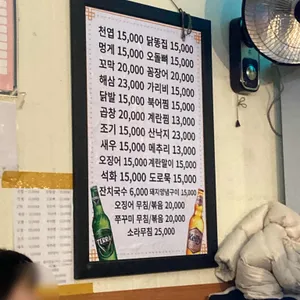 천엽 15,000 닭똥집 15,000
멍게 15,000 오돌뼈 15,000
꼬막 20,000 꼼장어 20,000
해삼 23,000 가리비 15,000
닭발 15,000 북어찜 15,000
곱창 20,000 계란찜 13,000
조기 15,000 산낙지 23,000
새우 15,000 메추리 13,000
오징어 15,000 계란말이 15,000
석화 15,000 도로묵 15,000
잔치국수 6,000 돼지양념구이 15,000
오징어 무침/볶음 20,000
쭈꾸미 무침/볶음 20,000
소라무침 25,000
TERRA